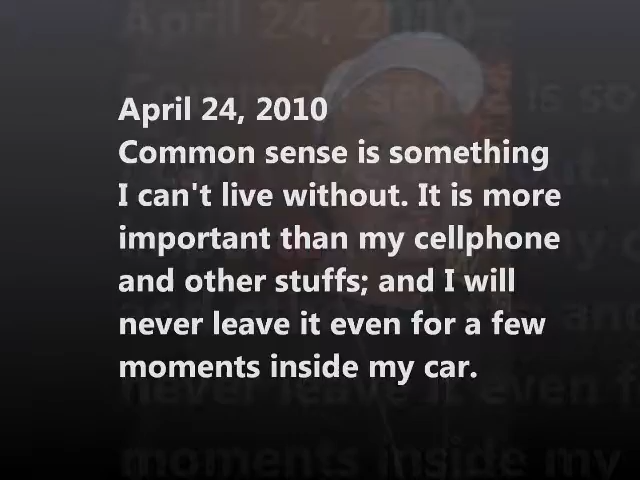 April 24, 2010
Common sense is something
I can't live without. It is more
important than my cellphone
and other stuffs; and I will
never leave it even for a few
moments inside my car.